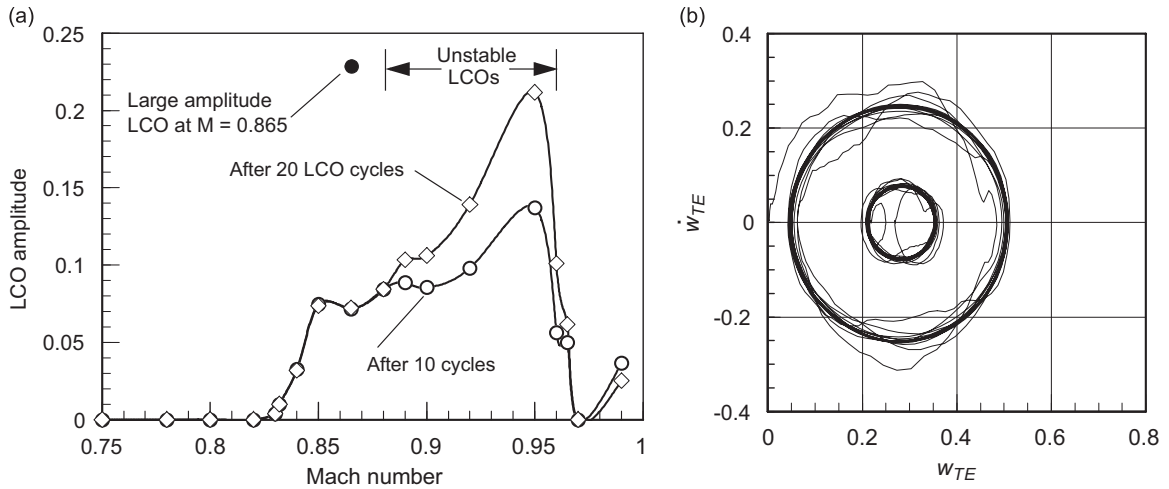 (a)
0.25
0.2
0.15
0.1
0.05
0
LCO amplitude
0.75
0.8
0.85
0.9
0.95
1
Mach number
Unstable
LCOs
Large amplitude
LCO at M = 0.865
After 20 LCO cycles
After 10 cycles
(b)
0.4
0.2
0
-0.2
-0.4
ẇTE
0
0.2
0.4
0.6
0.8
wTE